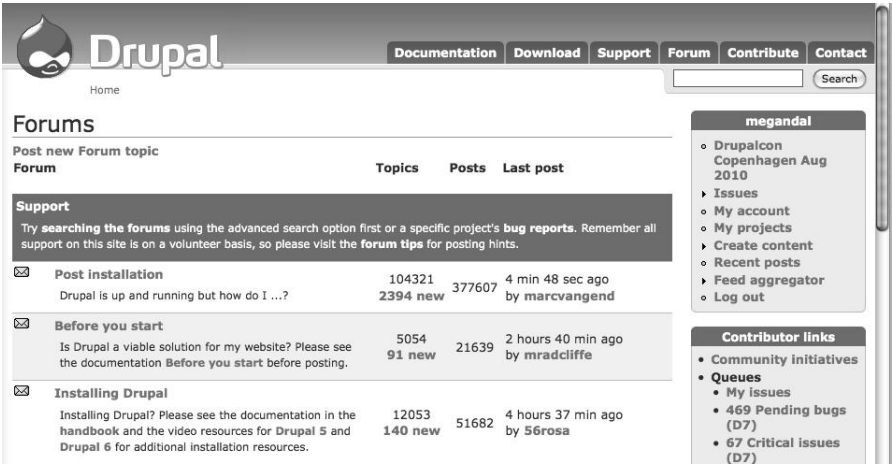 Drupal
Documentation Download Support Forum Contribute Contact
Search
Home
Forums
Post new Forum topic
Forum Topics Posts Last post
Support
Try searching the forums using the advanced search option first or a specific project's bug reports. Remember all
support on this site is on a volunteer basis, so please visit the forum tips for posting hints.
Post installation
Drupal is up and running but how do I ...?
104321
2394 new
377607
4 min 48 sec ago
by marcvangend
Before you start
Is Drupal a viable solution for my website? Please see
the documentation Before you start before posting.
5054
91 new
21639
2 hours 40 min ago
by mradcliffe
Installing Drupal
Installing Drupal? Please see the documentation in the
handbook and the video resources for Drupal 5 and
Drupal 6 for additional installation resources.
12053
140 new
51682
4 hours 37 min ago
by 56rosa
megandal
Drupalcon
Copenhagen Aug
2010
Issues
My account
My projects
Create content
Recent posts
Feed aggregator
Log out
Contributor links
Community initiatives
Queues
My issues
469 Pending bugs
(D7)
67 Critical issues
(D7)